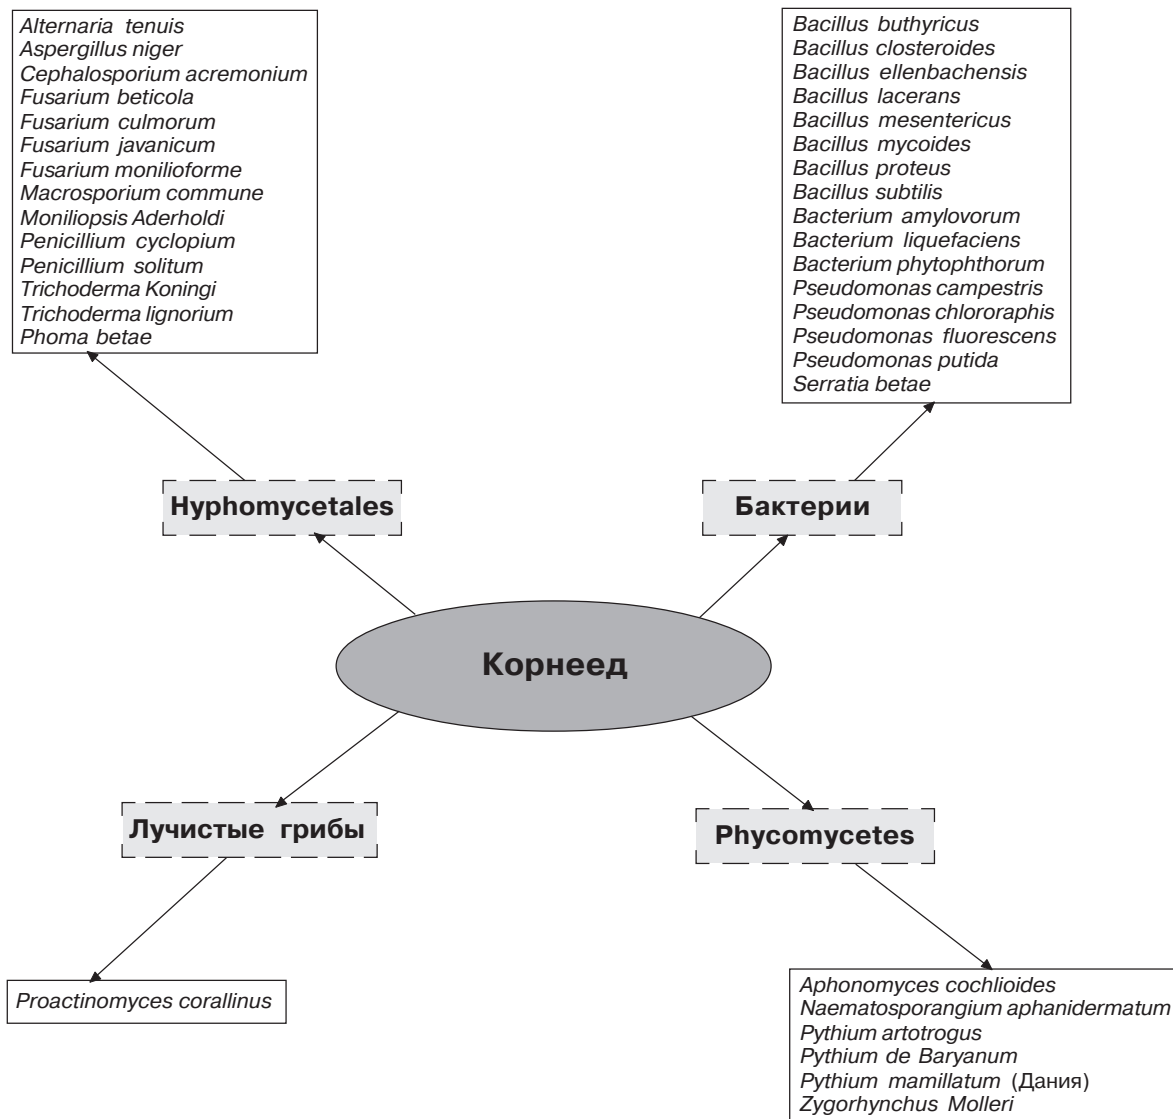 Alternaria tenuis
Aspergillus niger
Cephalosporium acremonium
Fusarium beticola
Fusarium culmorum
Fusarium javanicum
Fusarium monilioforme
Macrosporium commune
Moniliopsis Aderholdi
Penicillium cyclopium
Penicillium solitum
Trichoderma Koningi
Trichoderma lignorium
Phoma betae
Bacillus buthyricus
Bacillus closteroides
Bacillus ellenbachensis
Bacillus lacerans
Bacillus mesentericus
Bacillus mycoides
Bacillus proteus
Bacillus subtilis
Bacterium amylovorum
Bacterium liquefaciens
Bacterium phytophthorum
Pseudomonas campestris
Pseudomonas chlororaphis
Pseudomonas fluorescens
Pseudomonas putida
Serratia betae
Hyphomycetales
Бактерии
Корнеед
Лучистые грибы
Phycomycetes
Proactinomyces corallinus
Aphonomyces cochlioides
Naematosporangium aphanidermatum
Pythium artotrogus
Pythium de Baryanum
Pythium mamillatum (Дания)
Zygorhynchus Molleri